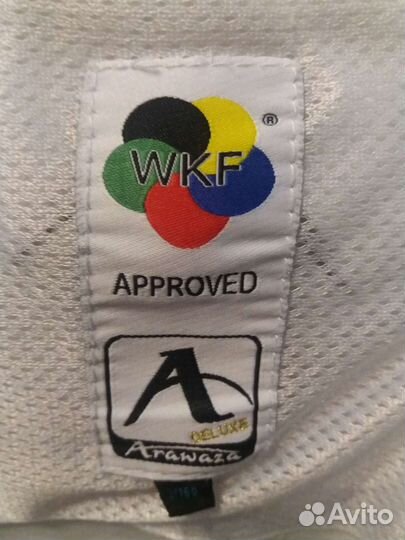 ®
WKF
APPROVED
A
DELUXE
Arawaza
Avito